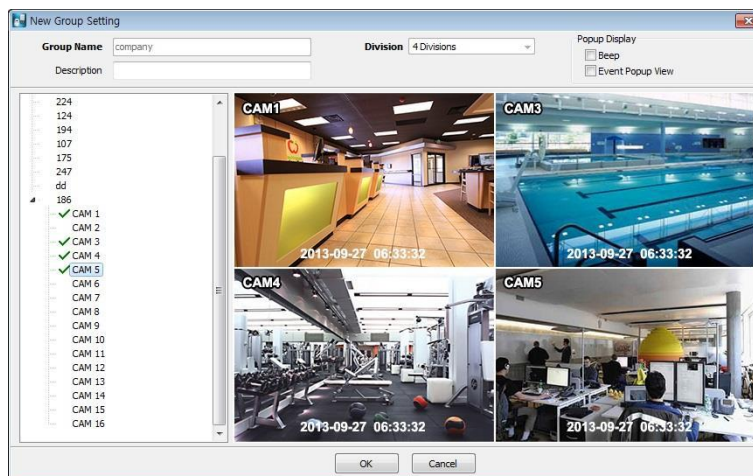 New Group Setting
Group Name company Division 4 Divisions
Popup Display
Beep
Description
Event Popup View
224
124
194
107
175
247
dd
186
CAM 1
CAM 2
CAM 3
CAM 4
CAM 5
CAM 6
CAM 7
CAM 8
CAM 9
CAM 10
CAM 11
CAM 12
CAM 13
CAM 14
CAM 15
CAM 16
CAM1
2013-09-27 06:33:32
CAM3
2013-09-27 06:33:32
CAM4
2013-09-27 06:33:32
CAM5
2013-09-27 06:33:32
OK Cancel